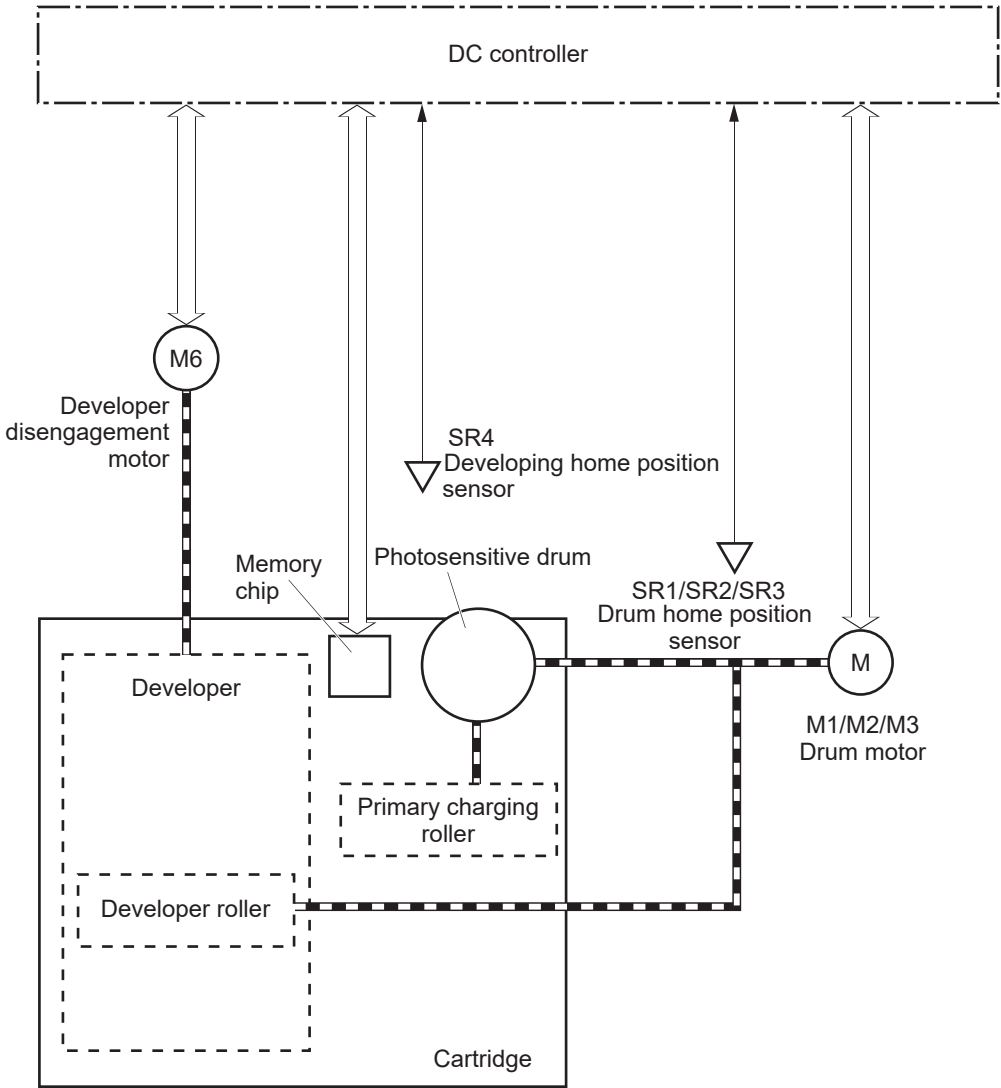 DC controller
M6
Developer
disengagement
motor
SR4
Developing home position
sensor
Memory
chip
Photosensitive drum
SR1/SR2/SR3
Drum home position
sensor
M
M1/M2/M3
Drum motor
Developer
Primary charging
roller
Developer roller
Cartridge